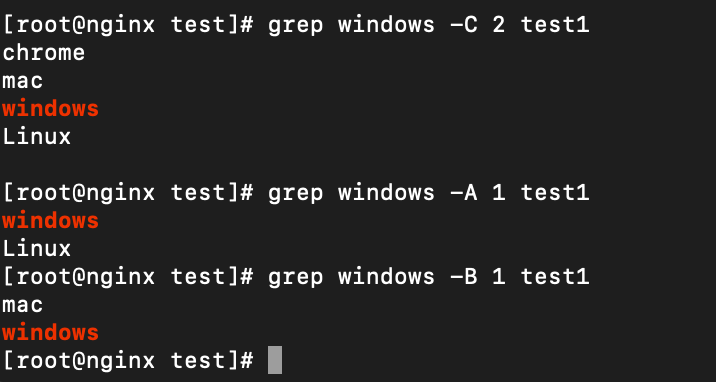 [root@nginx test]# grep windows -C 2 test1
chrome
mac
windows
Linux

[root@nginx test]# grep windows -A 1 test1
windows
Linux
[root@nginx test]# grep windows -B 1 test1
mac
windows
[root@nginx test]#